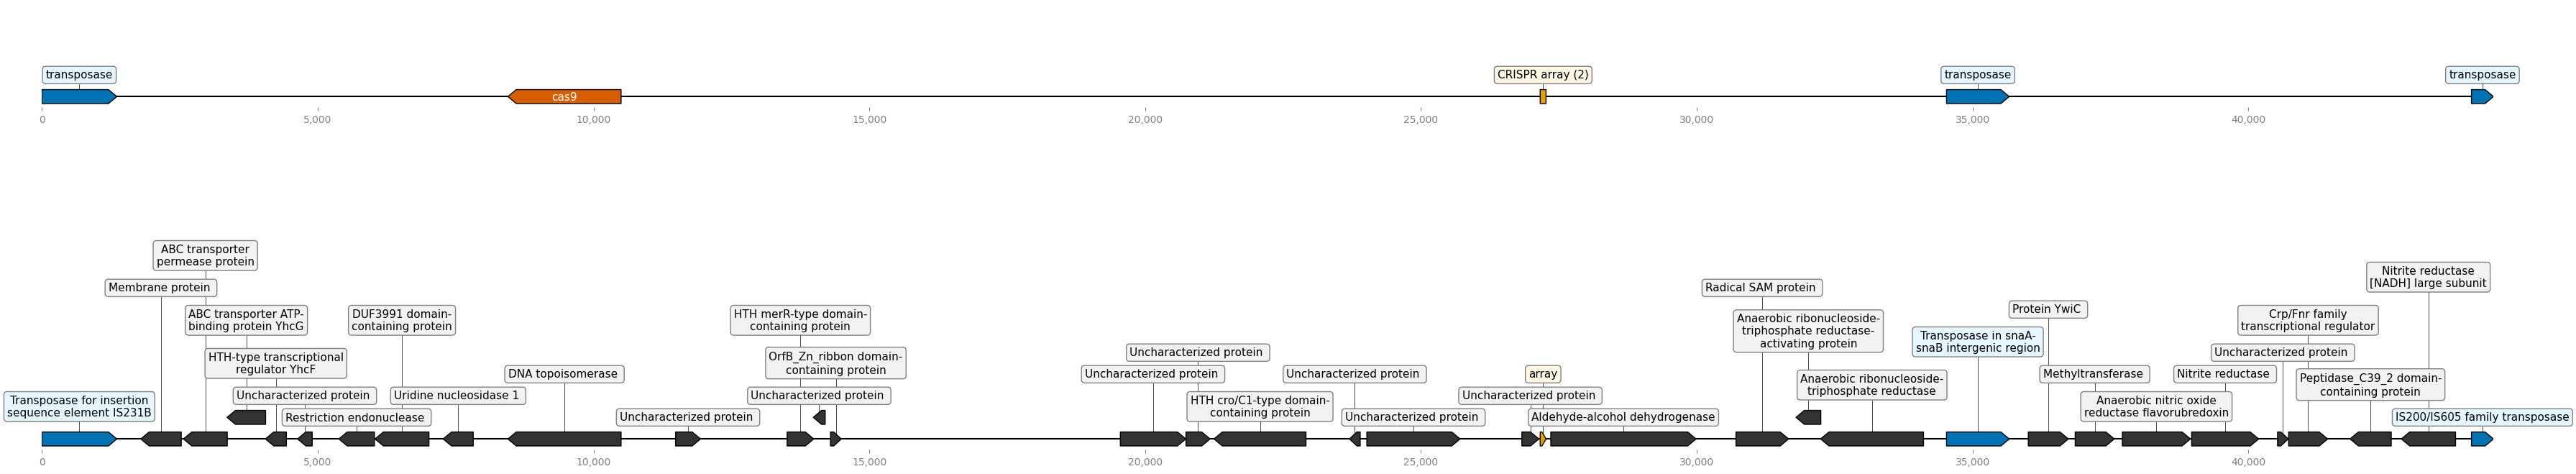 transposase
CRISPR array (2)
transposase
transposase
cas9
0
5,000
10,000
15,000
20,000
25,000
30,000
35,000
40,000
ABC transporter
permease protein
Membrane protein
ABC transporter ATP-
binding protein YhcG
DUF3991 domain-
containing protein
HTH-type transcriptional
regulator YhcF
Uncharacterized protein
Uridine nucleosidase 1
Transposase for insertion
sequence element IS231B
Restriction endonuclease
DNA topoisomerase
Uncharacterized protein
HTH merR-type domain-
containing protein
OrfB_Zn_ribbon domain-
containing protein
Uncharacterized protein
Uncharacterized protein
Uncharacterized protein
HTH cro/C1-type domain-
containing protein
Uncharacterized protein
Uncharacterized protein
array
Uncharacterized protein
Aldehyde-alcohol dehydrogenase
Radical SAM protein
Anaerobic ribonucleoside-
triphosphate reductase-
activating protein
Anaerobic ribonucleoside-
triphosphate reductase
Transposase in snaA-
snaB intergenic region
Protein YwiC
Methyltransferase
Anaerobic nitric oxide
reductase flavorubredoxin
Nitrite reductase
Uncharacterized protein
Crp/Fnr family
transcriptional regulator
Nitrite reductase
[NADH] large subunit
Peptidase_C39_2 domain-
containing protein
IS200/IS605 family transposase
0
5,000
10,000
15,000
20,000
25,000
30,000
35,000
40,000